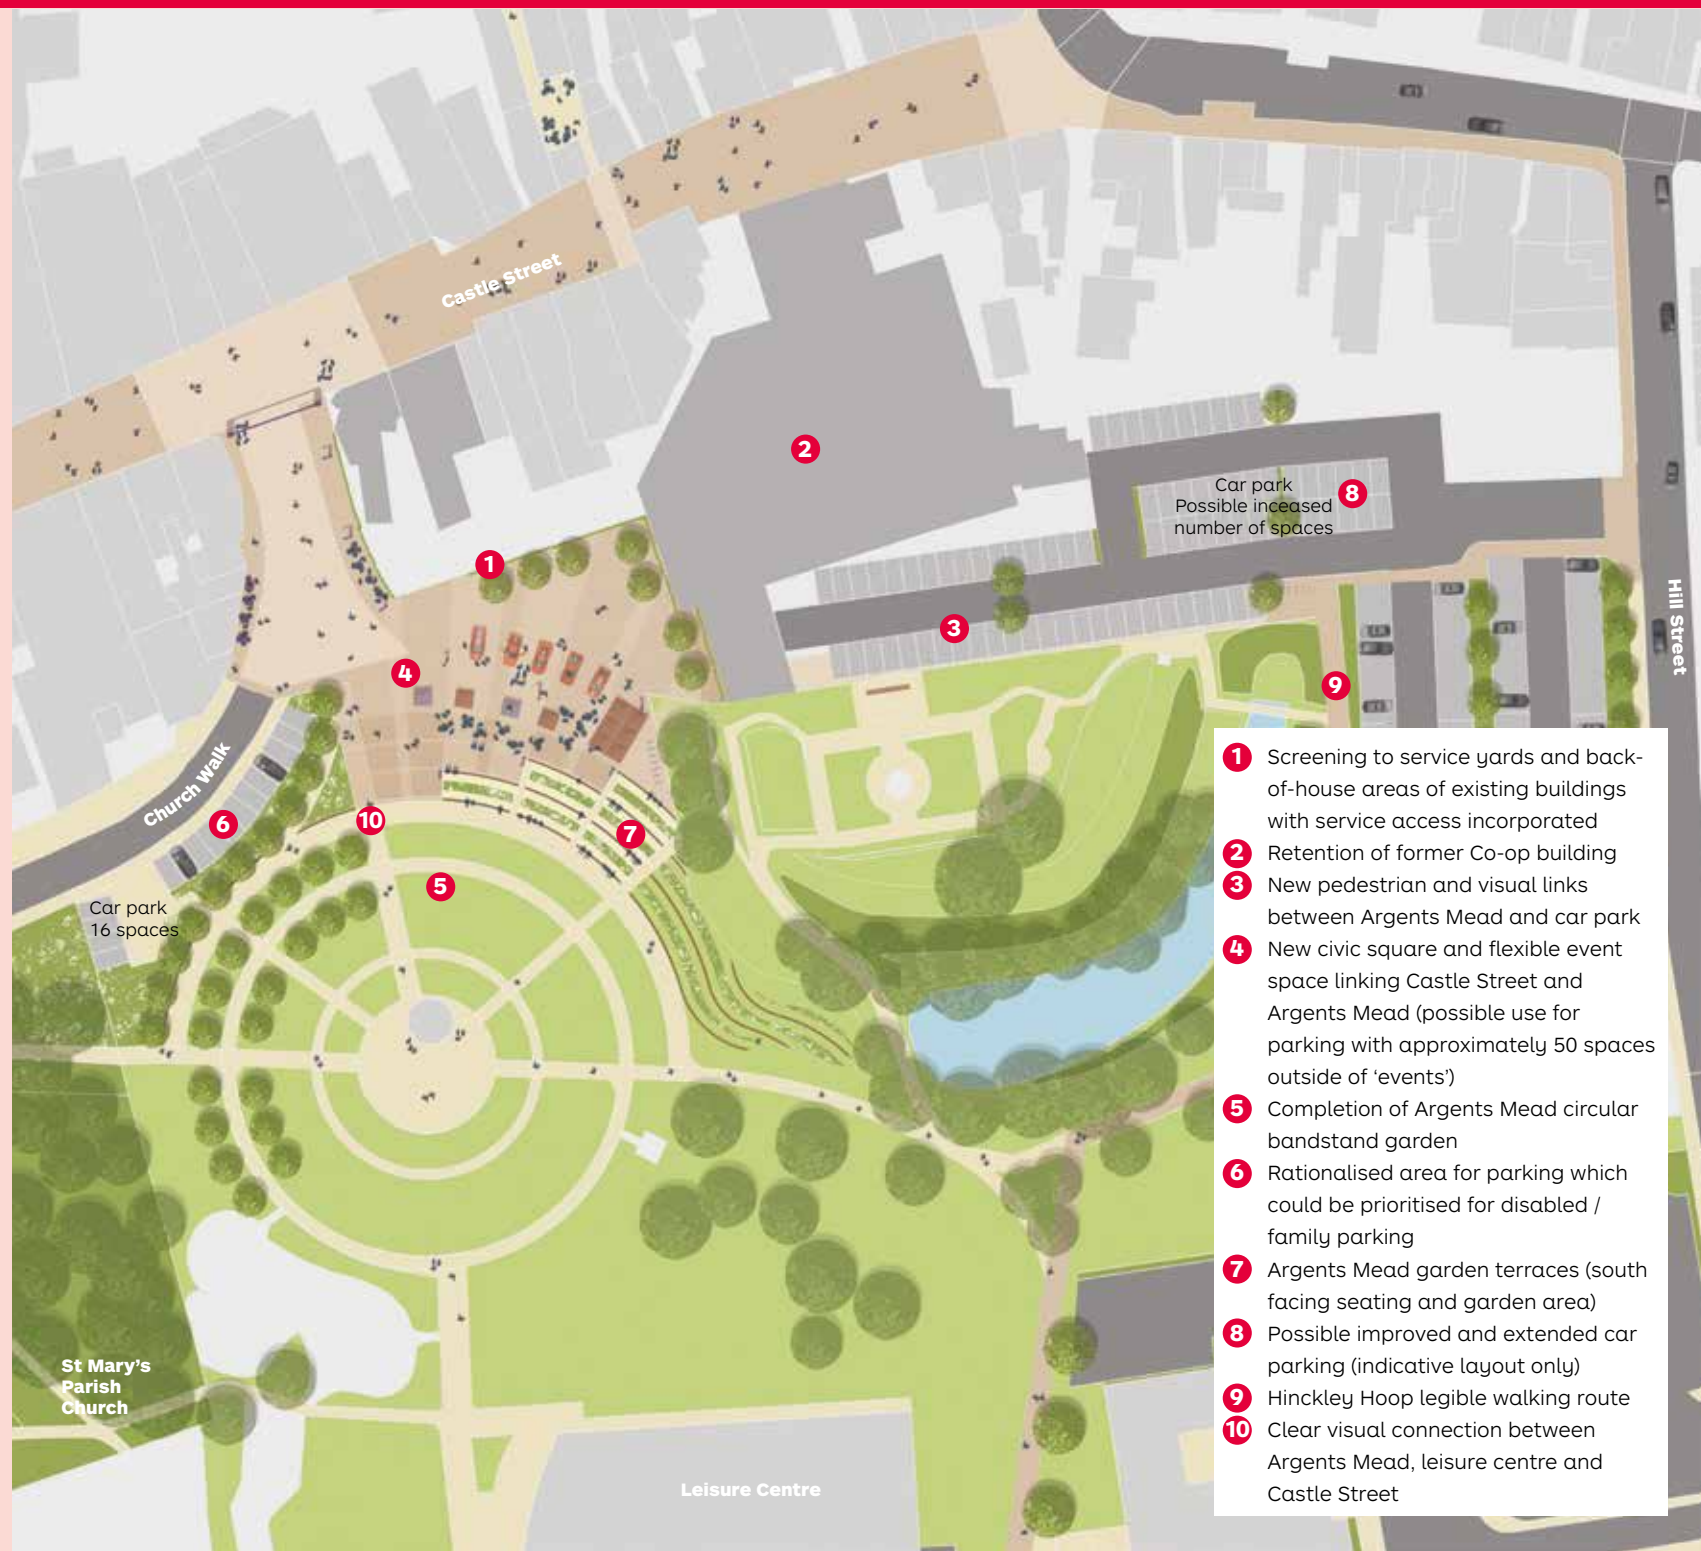 Castle Street
2
Car park
Possible inceased
number of spaces
8
1
3
Hill Street
4
9
Church Walk
6
10
7
5
Car park
16 spaces
St Mary's
Parish
Church
Leisure Centre
1 Screening to service yards and back-
of-house areas of existing buildings
with service access incorporated
2 Retention of former Co-op building
3 New pedestrian and visual links
between Argents Mead and car park
4 New civic square and flexible event
space linking Castle Street and
Argents Mead (possible use for
parking with approximately 50 spaces
outside of ‘events’)
5 Completion of Argents Mead circular
bandstand garden
6 Rationalised area for parking which
could be prioritised for disabled /
family parking
7 Argents Mead garden terraces (south
facing seating and garden area)
8 Possible improved and extended car
parking (indicative layout only)
9 Hinckley Hoop legible walking route
10 Clear visual connection between
Argents Mead, leisure centre and
Castle Street